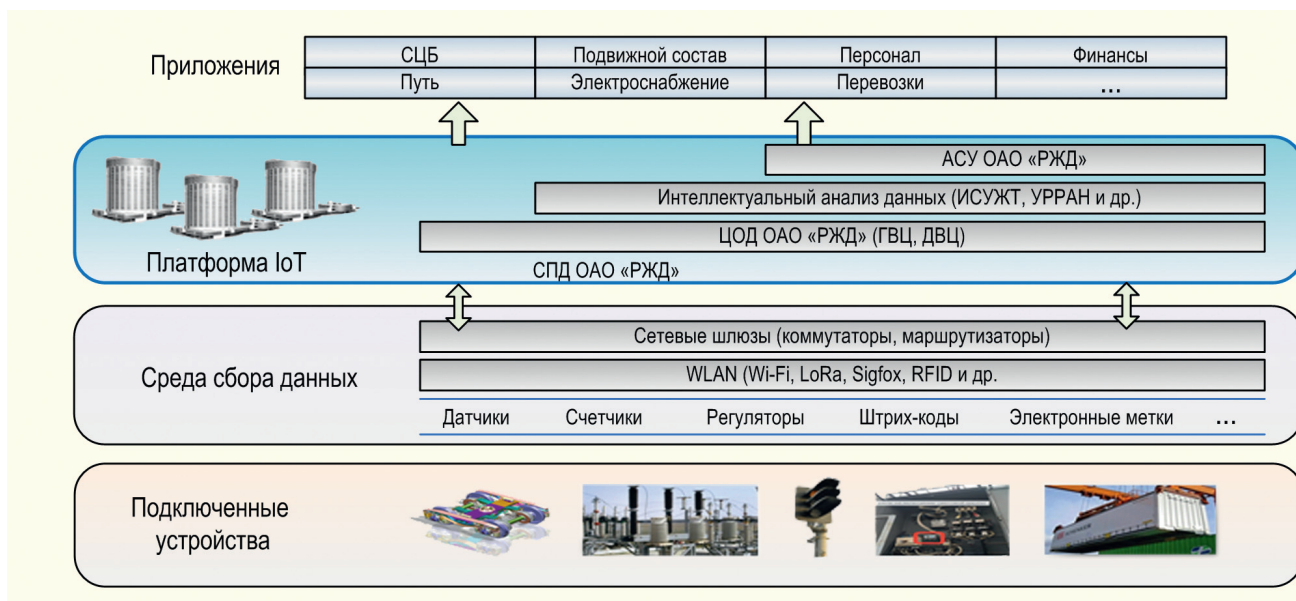 Приложения
СЦБ Подвижной состав Персонал Финансы
Путь Электроснабжение Перевозки ...
АСУ ОАО «РЖД»
Интеллектуальный анализ данных (ИСУЖТ, УРРАН и др.)
ЦОД ОАО «РЖД» (ГВЦ, ДВЦ)
Платформа IoT
СПД ОАО «РЖД»
Сетевые шлюзы (коммутаторы, маршрутизаторы)
Среда сбора данных
WLAN (Wi-Fi, LoRa, Sigfox, RFID и др.
Датчики Счетчики Регуляторы Штрих-коды Электронные метки ...
Подключенные
устройства